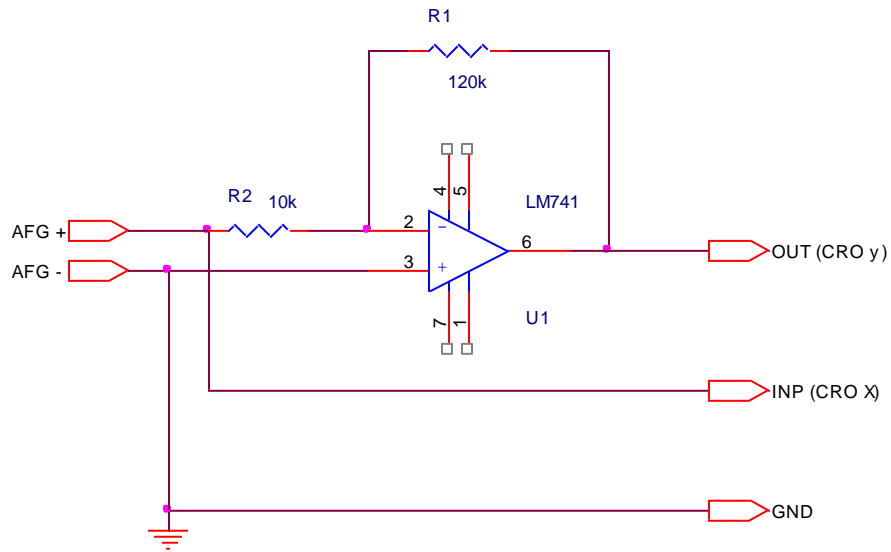 R1
120k
R2
10k
4
5
LM741
AFG +
2
−
6
OUT (CRO y)
AFG -
3
+
7
1
U1
INP (CRO X)
GND